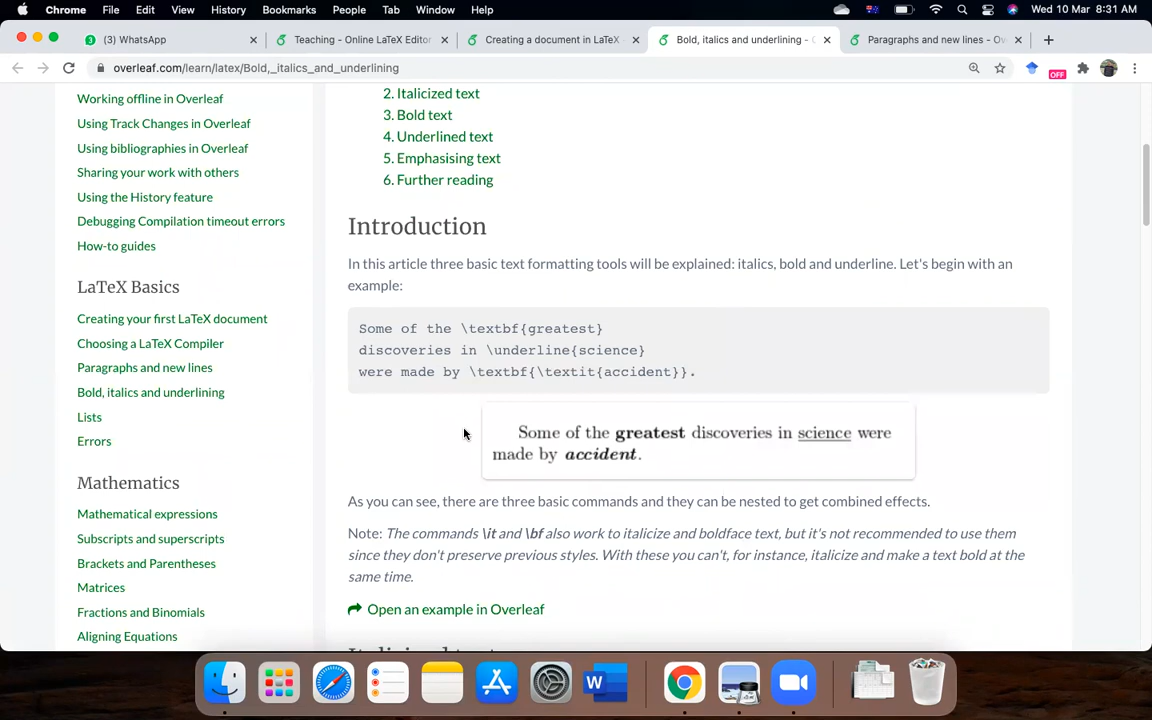 Chrome File Edit View History Bookmarks People Tab Window Help Wed 10 Mar 8:31 AM
(3) WhatsApp
Teaching - Online LaTeX Editor
Creating a document in LaTeX -
Bold, italics and underlining -
Paragraphs and new lines - Ov
overleaf.com/learn/latex/Bold,_italics_and_underlining
OFF
Working offline in Overleaf
Using Track Changes in Overleaf
Using bibliographies in Overleaf
Sharing your work with others
Using the History feature
Debugging Compilation timeout errors
How-to guides
LaTeX Basics
Creating your first LaTeX document
Choosing a LaTeX Compiler
Paragraphs and new lines
Bold, italics and underlining
Lists
Errors
Mathematics
Mathematical expressions
Subscripts and superscripts
Brackets and Parentheses
Matrices
Fractions and Binomials
Aligning Equations
2. Italicized text
3. Bold text
4. Underlined text
5. Emphasising text
6. Further reading
Introduction
In this article three basic text formatting tools will be explained: italics, bold and underline. Let's begin with an
example:
Some of the \textbf{greatest}
discoveries in \underline{science}
were made by \textbf{\textit{accident}}.
Some of the greatest discoveries in science were
made by accident.
As you can see, there are three basic commands and they can be nested to get combined effects.
Note: The commands \it and \bf also work to italicize and boldface text, but it's not recommended to use them
since they don't preserve previous styles. With these you can't, for instance, italicize and make a text bold at the
same time.
Open an example in Overleaf
W